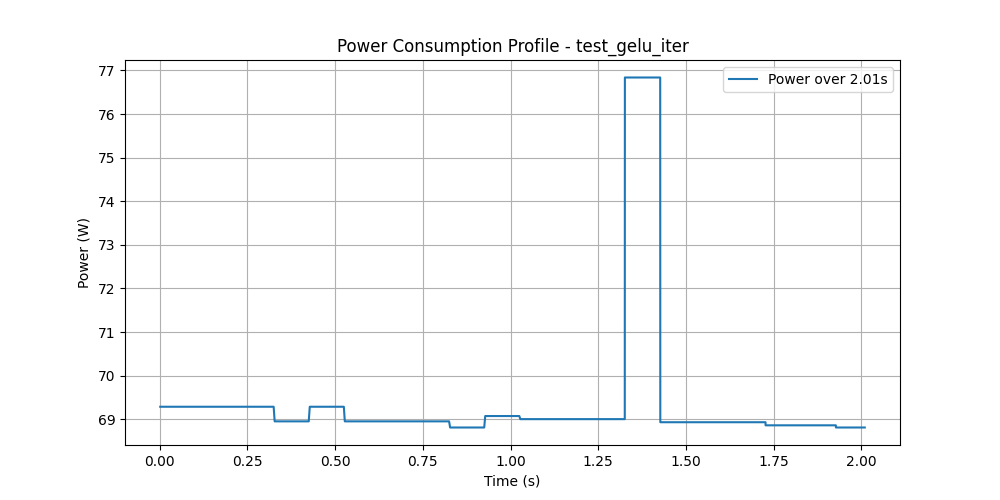 Power Consumption Profile - test_gelu_iter
Power over 2.01s
77
76
75
74
73
72
71
70
69
Power (W)
0.00 0.25 0.50 0.75 1.00 1.25 1.50 1.75 2.00
Time (s)